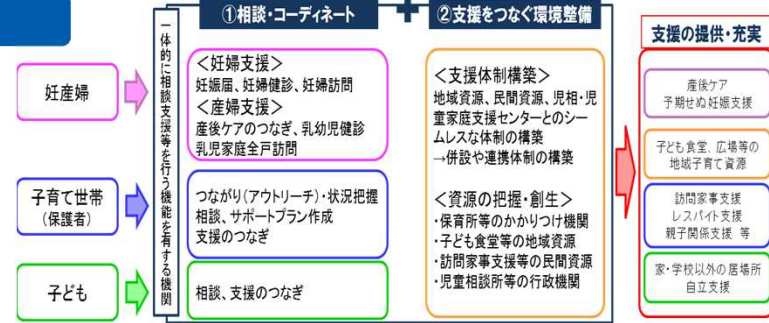 ①相談・コーディネート
②支援をつなぐ環境整備
支援の提供・充実
妊産婦
子育て世帯
(保護者)
子ども
一体的に相談支援等を行う機能を有する機関
<妊婦支援>
妊娠届、妊婦健診、妊婦訪問
<産婦支援>
産後ケアのつなぎ、乳幼児健診
乳児家庭全戸訪問
つながり(アウトリーチ)・状況把握
相談、サポートプラン作成
支援のつなぎ
相談、支援のつなぎ
<支援体制構築>
地域資源、民間資源、児相・児
童家庭支援センターとのシー
ムレスな体制の構築
→併設や連携体制の構築
<資源の把握・創生>
・保育所等のかかりつけ機関
・子ども食堂等の地域資源
・訪問家事支援等の民間資源
・児童相談所等の行政機関
産後ケア
予期せぬ妊娠支援
子ども食堂、広場等の
地域子育て資源
訪問家事支援
レスパイト支援
親子関係支援 等
家・学校以外の居場所
自立支援